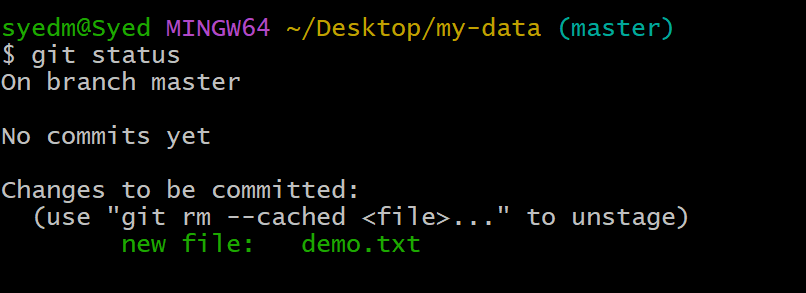 syedm@Syed MINGW64 ~/Desktop/my-data (master)
$ git status
On branch master
No commits yet
Changes to be committed:
(use "git rm --cached <file>..." to unstage)
new file: demo.txt